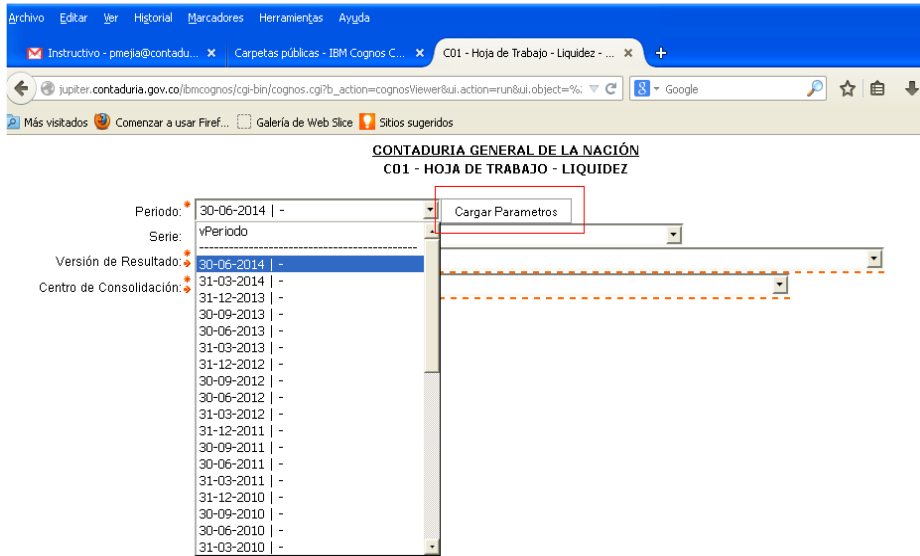 Archivo Editar Ver Historial Marcadores Herramientas Ayuda
Instructivo - pmejia@contadu... Carpetas públicas - IBM Cognos C... C01 - Hoja de Trabajo - Liquidez - ...
jupiter.contaduria.gov.co/ibmcognos/cgi-bin/cognos.cgi?b_action=cognosViewer&ui.action=run&ui.object=%: Google
Más visitados Comenzar a usar Firef... Galería de Web Slice Sitios sugeridos
CONTADURIA GENERAL DE LA NACIÓN
C01 - HOJA DE TRABAJO - LIQUIDEZ
Periodo: * 30-06-2014 | - Cargar Parametros
Serie: vPeriodo
----------------------------------------
Versión de Resultado: * 30-06-2014 | -
Centro de Consolidación: * 31-03-2014 | -
31-12-2013 | -
30-09-2013 | -
30-06-2013 | -
31-03-2013 | -
31-12-2012 | -
30-09-2012 | -
30-06-2012 | -
31-03-2012 | -
31-12-2011 | -
30-09-2011 | -
30-06-2011 | -
31-03-2011 | -
31-12-2010 | -
30-09-2010 | -
30-06-2010 | -
31-03-2010 | -